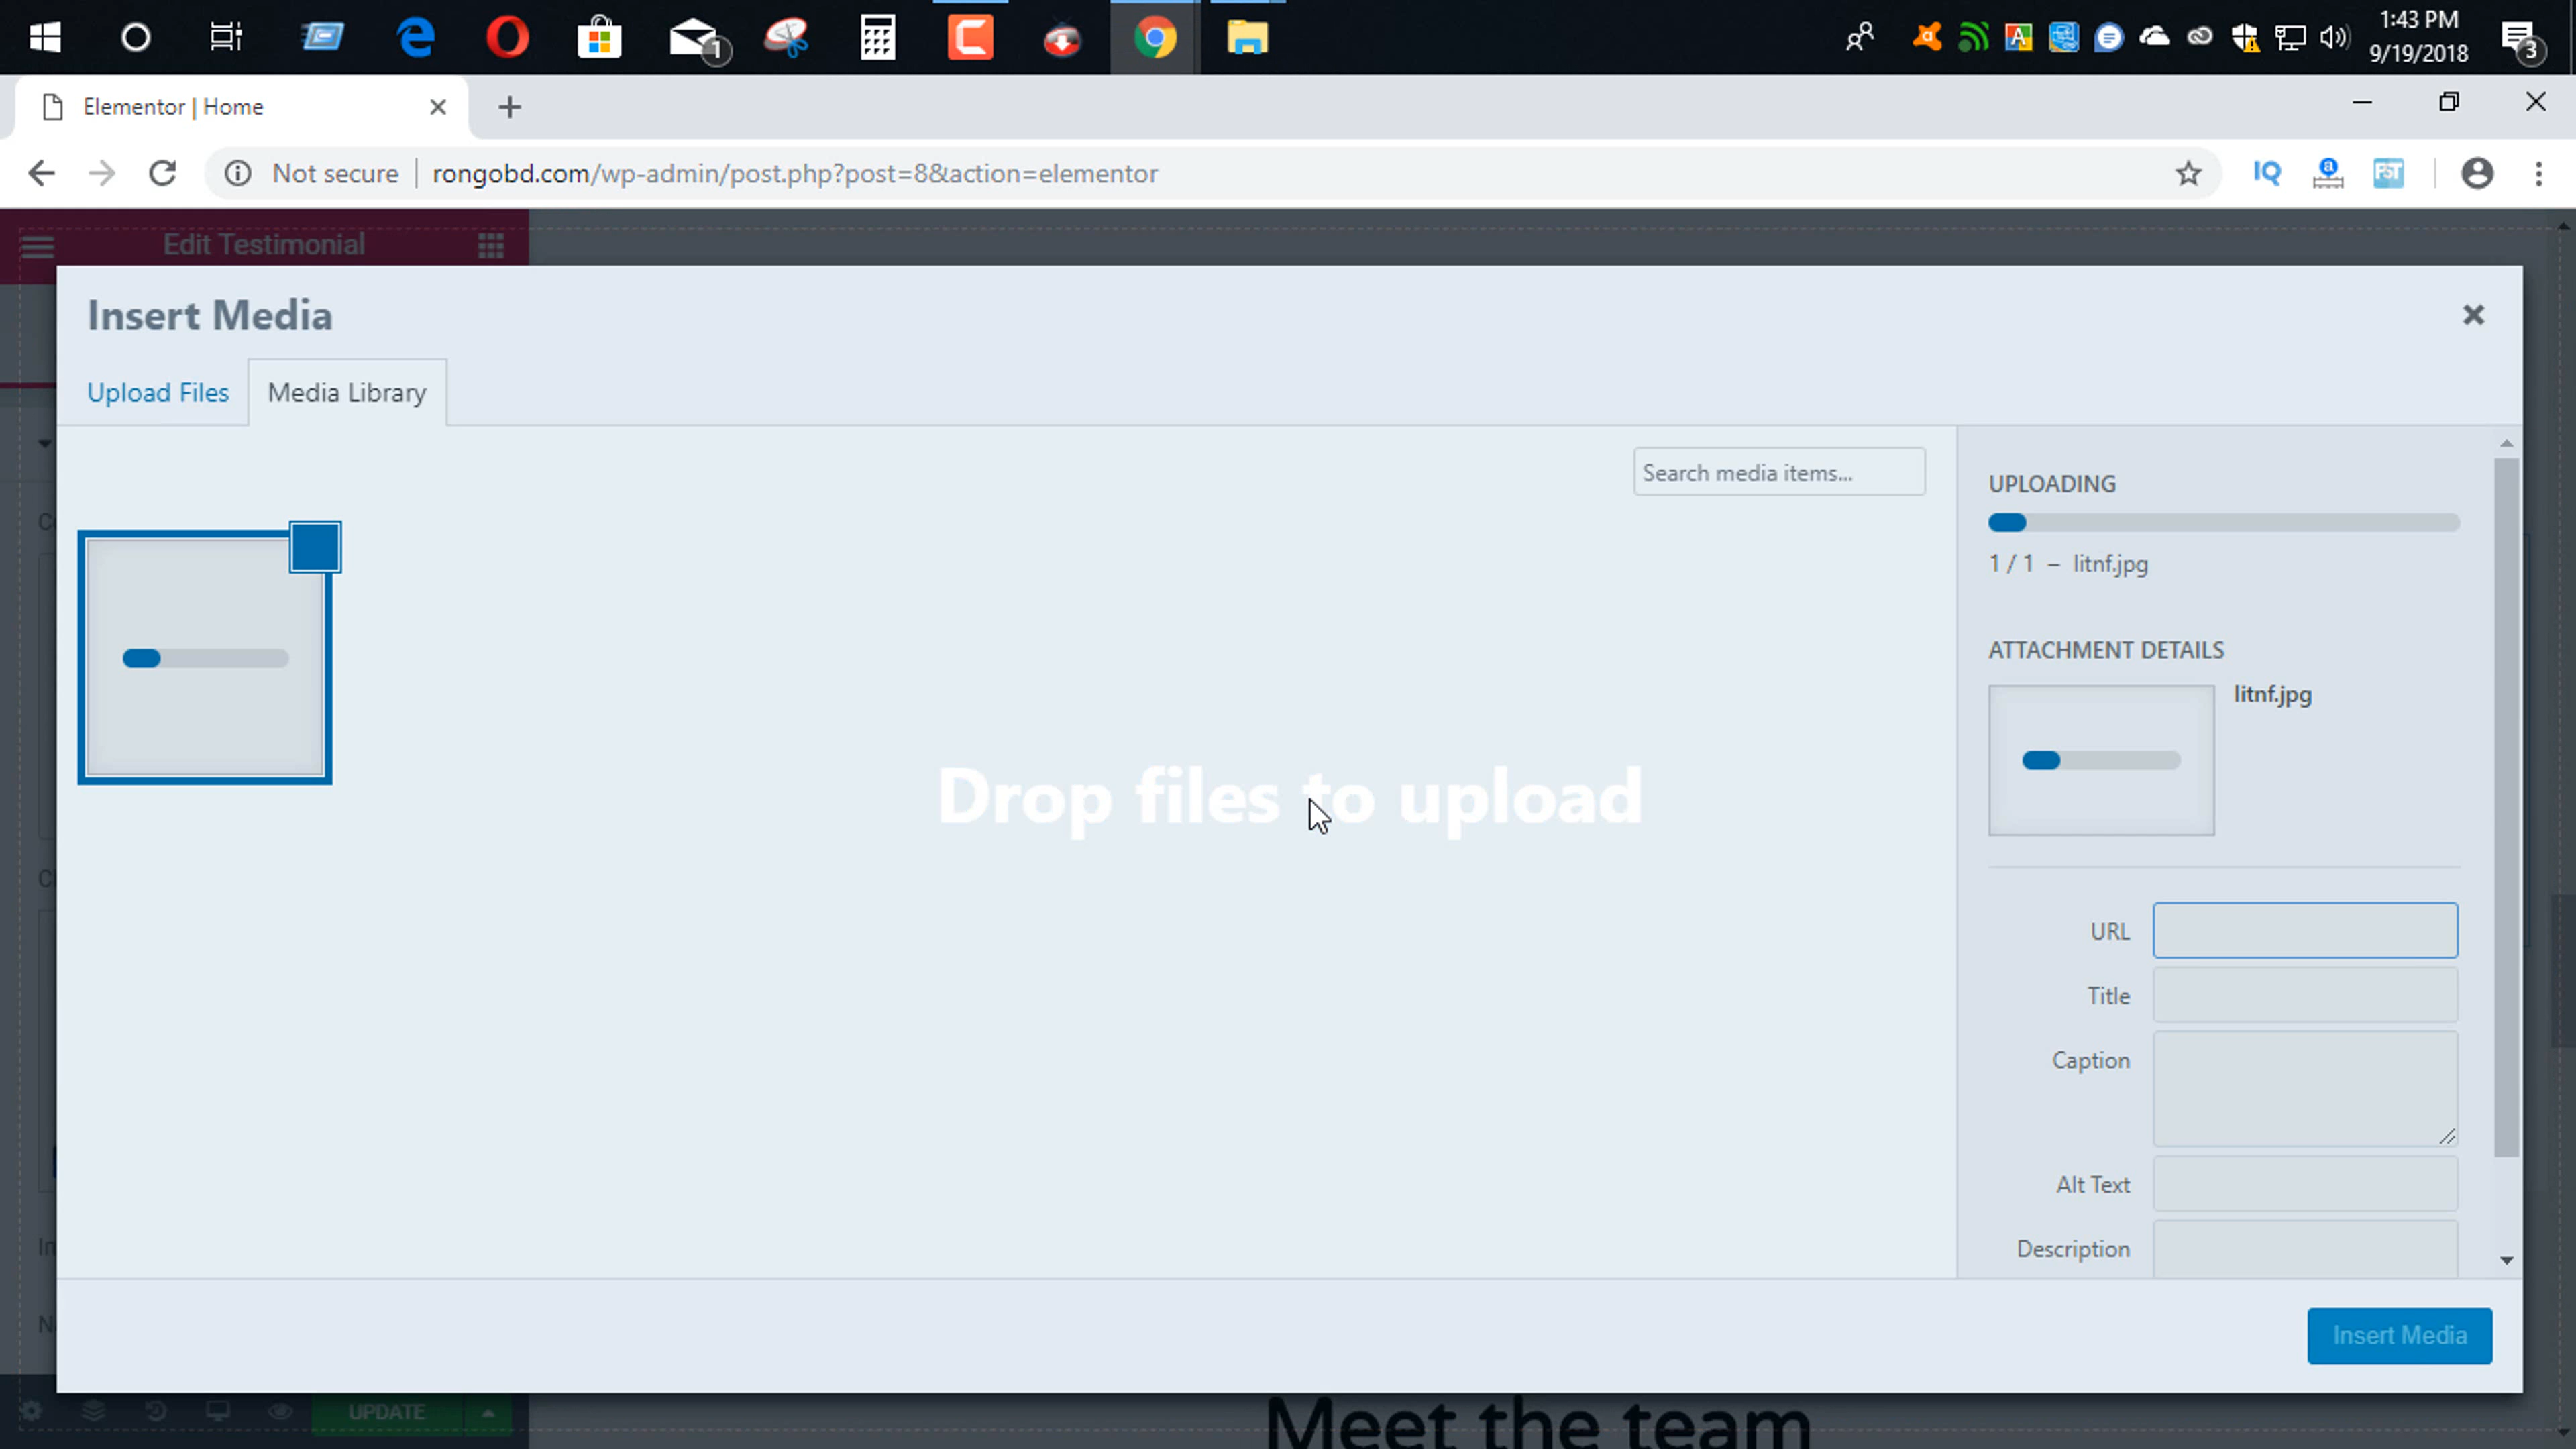 1
1:43 PM
9/19/2018
3
Elementor | Home
Not secure
rongobd.com/wp-admin/post.php?post=8&action=elementor
IQ
a
FST
Edit Testimonial
Insert Media
Upload Files
Media Library
Search media items...
UPLOADING
1 / 1 – litnf.jpg
ATTACHMENT DETAILS
litnf.jpg
Drop files to upload
URL
Title
Caption
Alt Text
Description
Insert Media
UPDATE
Meet the team